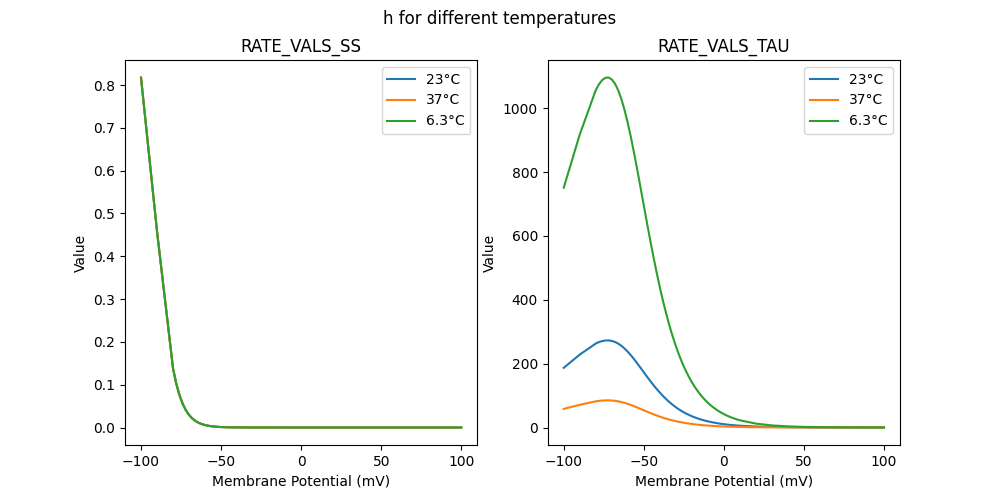 h for different temperatures
RATE_VALS_SS
Value
0.8
0.7
0.6
0.5
0.4
0.3
0.2
0.1
0.0
23°C
37°C
6.3°C
−100
−50
0
50
100
Membrane Potential (mV)
RATE_VALS_TAU
Value
1000
800
600
400
200
0
23°C
37°C
6.3°C
−100
−50
0
50
100
Membrane Potential (mV)